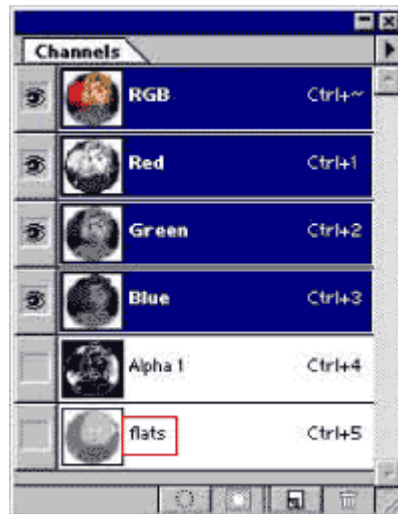 Channels
RGB Ctrl+~
Red Ctrl+1
Green Ctrl+2
Blue Ctrl+3
Alpha 1 Ctrl+4
flats Ctrl+5